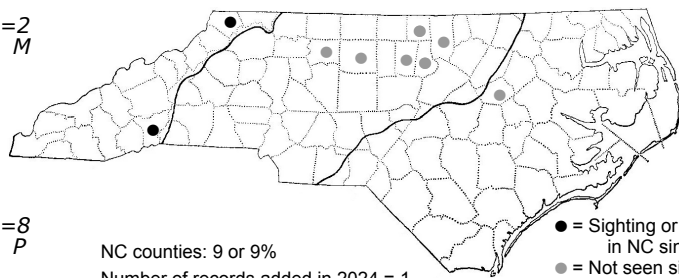 =2
M
=8
P
NC counties: 9 or 9%
Number of records added in 2024 = 1
● = Sighting or
in NC sin
● = Not seen si